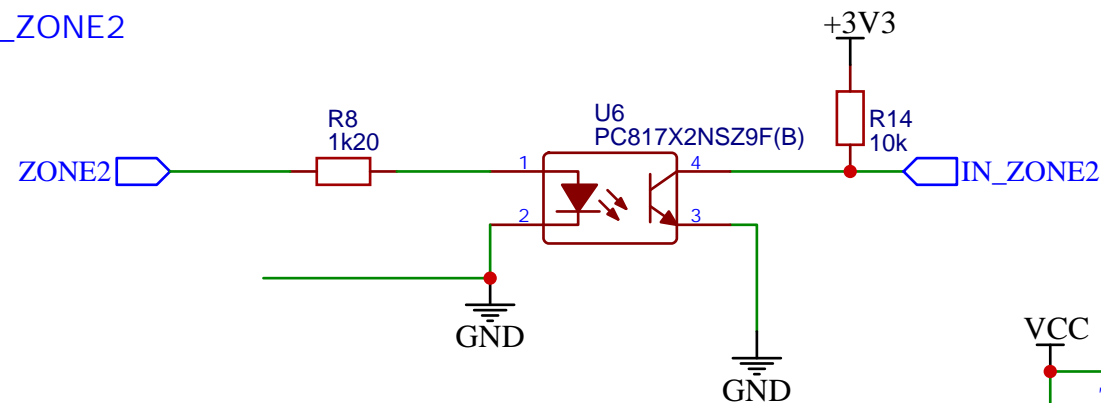 _ZONE2
+3V3
R8
1k20
U6
PC817X2NSZ9F(B)
R14
10k
ZONE2
1
4
IN_ZONE2
2
3
GND
VCC
GND